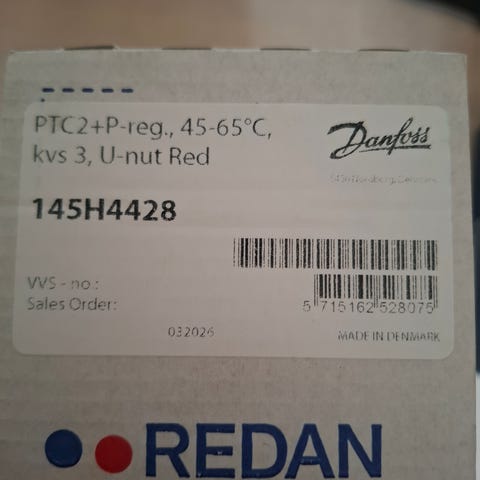 PTC2+P-reg., 45-65°C,
kvs 3, U-nut Red
Danfoss
145H4428
VVS - no.:
Sales Order:
5 715162 528075
032026
MADE IN DENMARK
REDAN